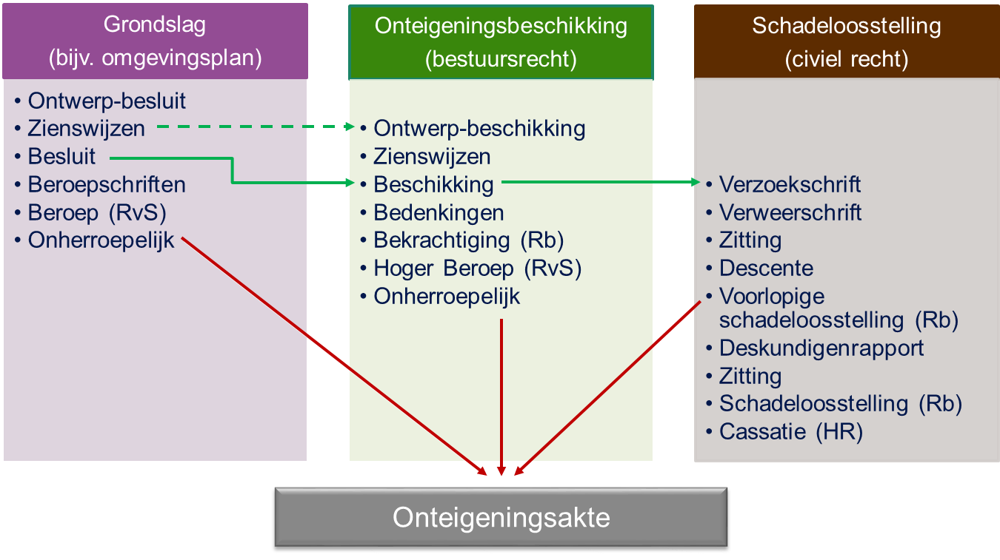 Grondslag
(bijv. omgevingsplan)
• Ontwerp-besluit
• Zienswijzen
• Besluit
• Beroepschriften
• Beroep (RvS)
• Onherroepelijk
Onteigeningsbeschikking
(bestuursrecht)
• Ontwerp-beschikking
• Zienswijzen
• Beschikking
• Bedenkingen
• Bekrachtiging (Rb)
• Hoger Beroep (RvS)
• Onherroepelijk
Schadeloosstelling
(civiel recht)
• Verzoekschrift
• Verweerschrift
• Zitting
• Descente
• Voorlopige
schadeloosstelling (Rb)
• Deskundigenrapport
• Zitting
• Schadeloosstelling (Rb)
• Cassatie (HR)
Onteigeningsakte